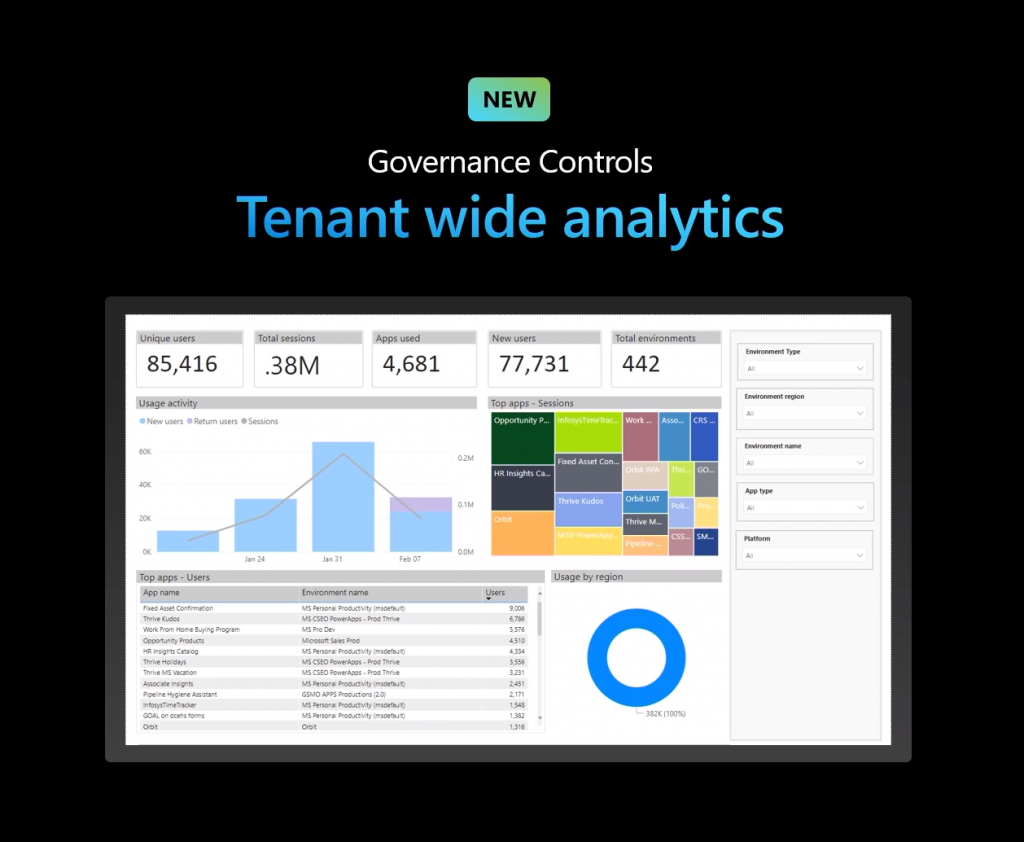 NEW
Governance Controls
Tenant wide analytics
Unique users
85,416
Total sessions
.38M
Apps used
4,681
New users
77,731
Total environments
442
Environment Type
All
Environment region
All
Environment name
All
App type
All
Platform
All
Usage activity
New users Return users Sessions
60K
40K
20K
0K
0.2M
0.1M
0.0M
Jan 24 Jan 31 Feb 07
Top apps - Sessions
Opportunity P...
HR Insights Ca...
Orbit
InfosysTimeTrac...
Fixed Asset Con...
Thrive Kudos
MSX-PowerApp...
Work ...
Asso...
CRS ...
Orbit RPA
Orbit UAT
Thrive M...
Pipeline ...
Thri...
GO...
Poli...
CSS...
SM...
Top apps - Users
App name Environment name Users
Fixed Asset Confirmation MS Personal Productivity (msdefault) 9,008
Thrive Kudos MS CSEO PowerApps - Prod Thrive 6,786
Work From Home Buying Program MS Pro Dev 5,576
Opportunity Products Microsoft Sales Prod 4,510
HR Insights Catalog MS Personal Productivity (msdefault) 4,334
Thrive Holidays MS CSEO PowerApps - Prod Thrive 3,556
Thrive MS Vacation MS CSEO PowerApps - Prod Thrive 3,231
Associate Insights MS Personal Productivity (msdefault) 2,451
Pipeline Hygiene Assistant GSMO APPS Productions (2.0) 2,171
InfosysTimeTracker MS Personal Productivity (msdefault) 1,548
GOAL on dcehs forms MS Personal Productivity (msdefault) 1,382
Orbit Orbit 1,316
Usage by region
382K (100%)